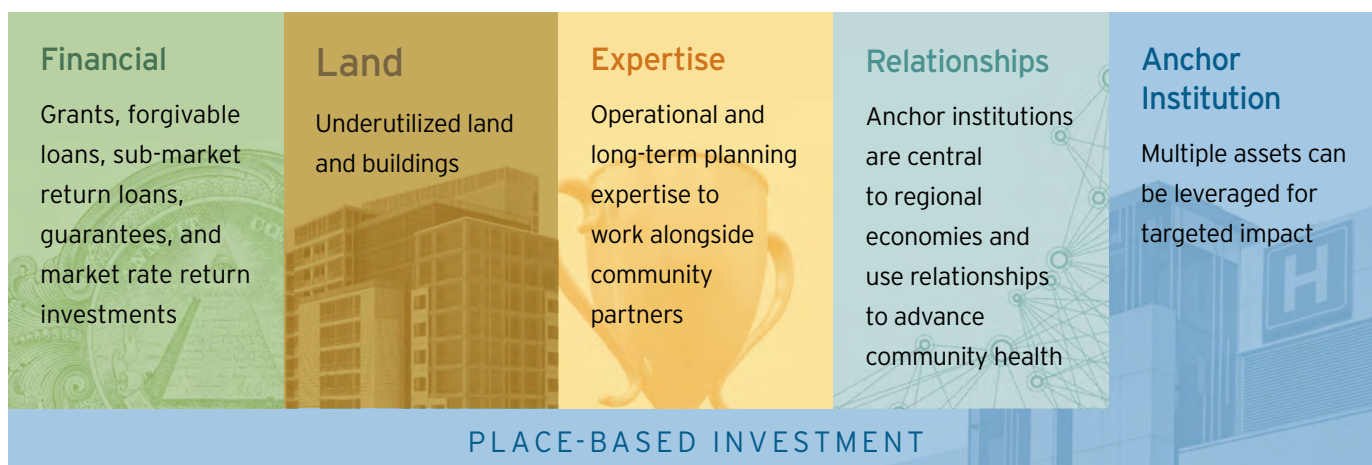 Financial
Grants, forgivable
loans, sub-market
return loans,
guarantees, and
market rate return
investments
Land
Underutilized land
and buildings
Expertise
Operational and
long-term planning
expertise to
work alongside
community
partners
Relationships
Anchor institutions
are central
to regional
economies and
use relationships
to advance
community health
Anchor
Institution
Multiple assets can
be leveraged for
targeted impact
H
PLACE-BASED INVESTMENT